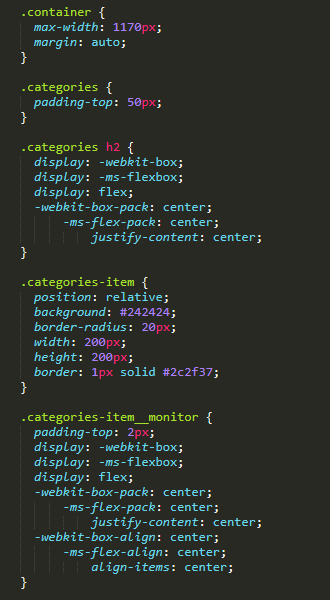 .container {
max-width: 1170px;
margin: auto;
}
.categories {
padding-top: 50px;
}
.categories h2 {
display: -webkit-box;
display: -ms-flexbox;
display: flex;
-webkit-box-pack: center;
-ms-flex-pack: center;
justify-content: center;
}
.categories-item {
position: relative;
background: #242424;
border-radius: 20px;
width: 200px;
height: 200px;
border: 1px solid #2c2f37;
}
.categories-item__monitor {
padding-top: 2px;
display: -webkit-box;
display: -ms-flexbox;
display: flex;
-webkit-box-pack: center;
-ms-flex-pack: center;
justify-content: center;
-webkit-box-align: center;
-ms-flex-align: center;
align-items: center;
}